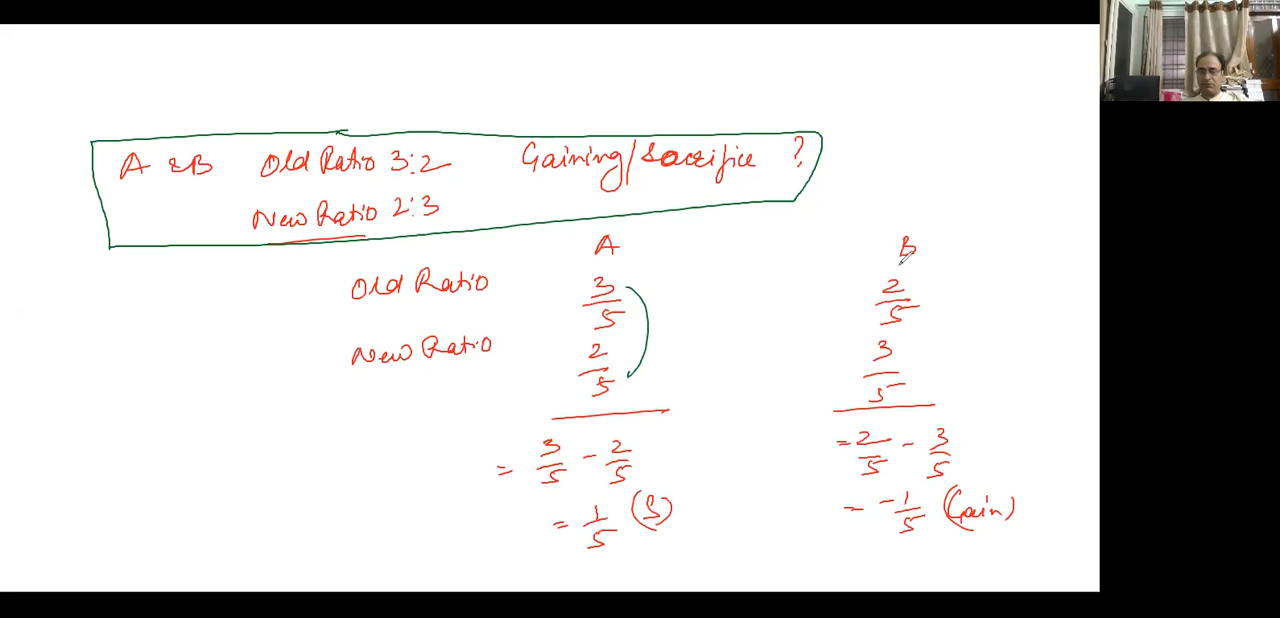 A & B Old Ratio 3:2 Gaining/Sacrifice ?
New Ratio 2:3
A B
Old Ratio 3/5 2/5
New Ratio 2/5 3/5
= 3/5 - 2/5 = 2/5 - 3/5
= 1/5 (S) = -1/5 (Gain)